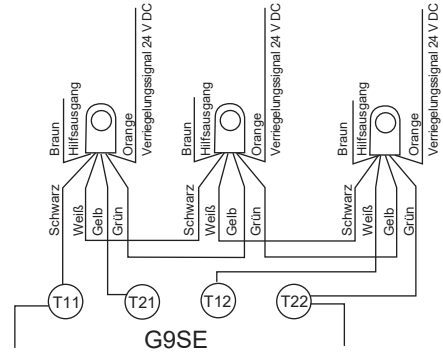 Braun
Hilfsausgang
Orange
Verriegelungssignal 24 V DC
Braun
Hilfsausgang
Orange
Verriegelungssignal 24 V DC
Braun
Hilfsausgang
Orange
Verriegelungssignal 24 V DC
Schwarz
Weiß
Gelb
Grün
Schwarz
Weiß
Gelb
Grün
Schwarz
Weiß
Gelb
Grün
T11
T21
T12
T22
G9SE